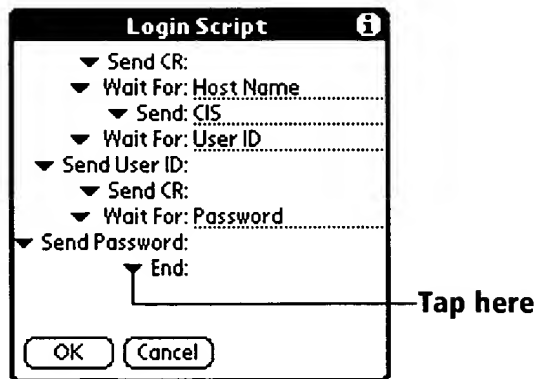 Login Script
Send CR:
Wait For: Host Name
Send: CIS
Wait For: User ID
Send User ID:
Send CR:
Wait For: Password
Send Password:
End:
Tap here
OK Cancel